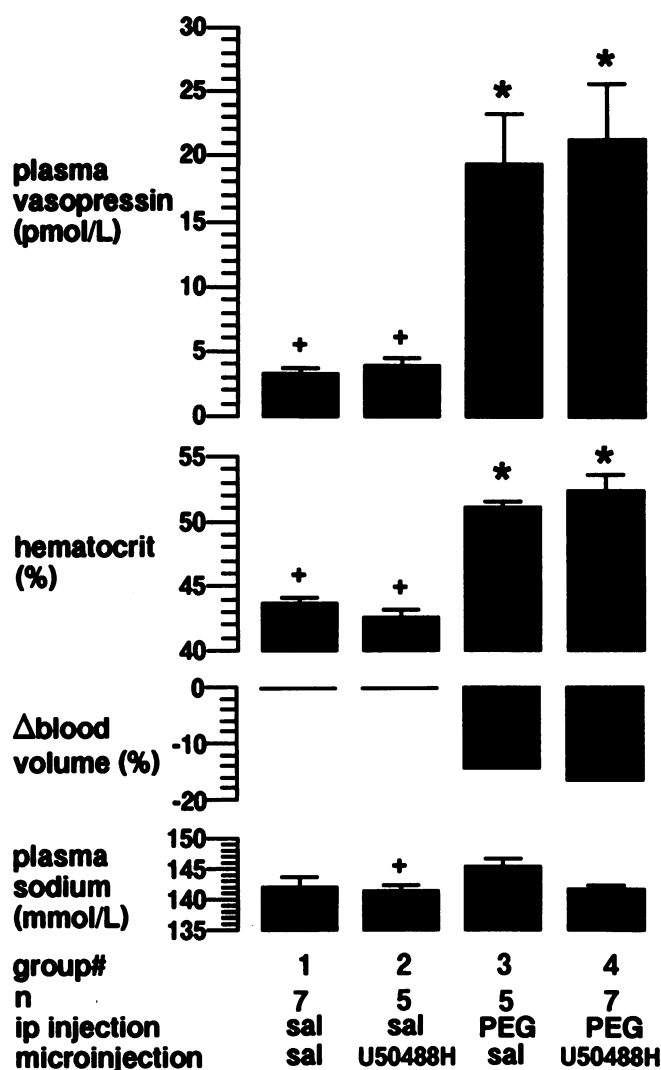 30
25
20
15
10
5
0
plasma
vasopressin
(pmol/L)
+
+
*
*
55
50
45
40
hematocrit
(%)
+
+
*
*
0
-10
-20
Δblood
volume (%)
150
145
140
135
plasma
sodium
(mmol/L)
+
group# 1 2 3 4
n 7 5 5 7
ip injection sal sal PEG PEG
microinjection sal U50488H sal U50488H